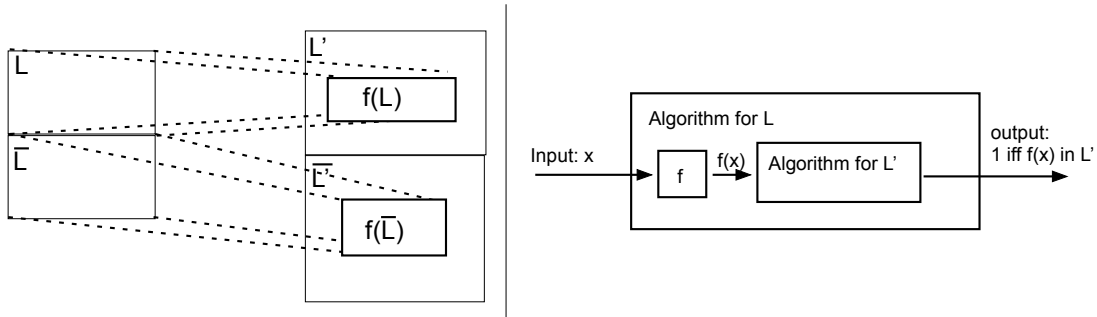 L
L̅
L’
f(L)
L̅’̅
f(L̅)
Input: x
Algorithm for L
f
f(x)
Algorithm for L’
output:
1 iff f(x) in L’